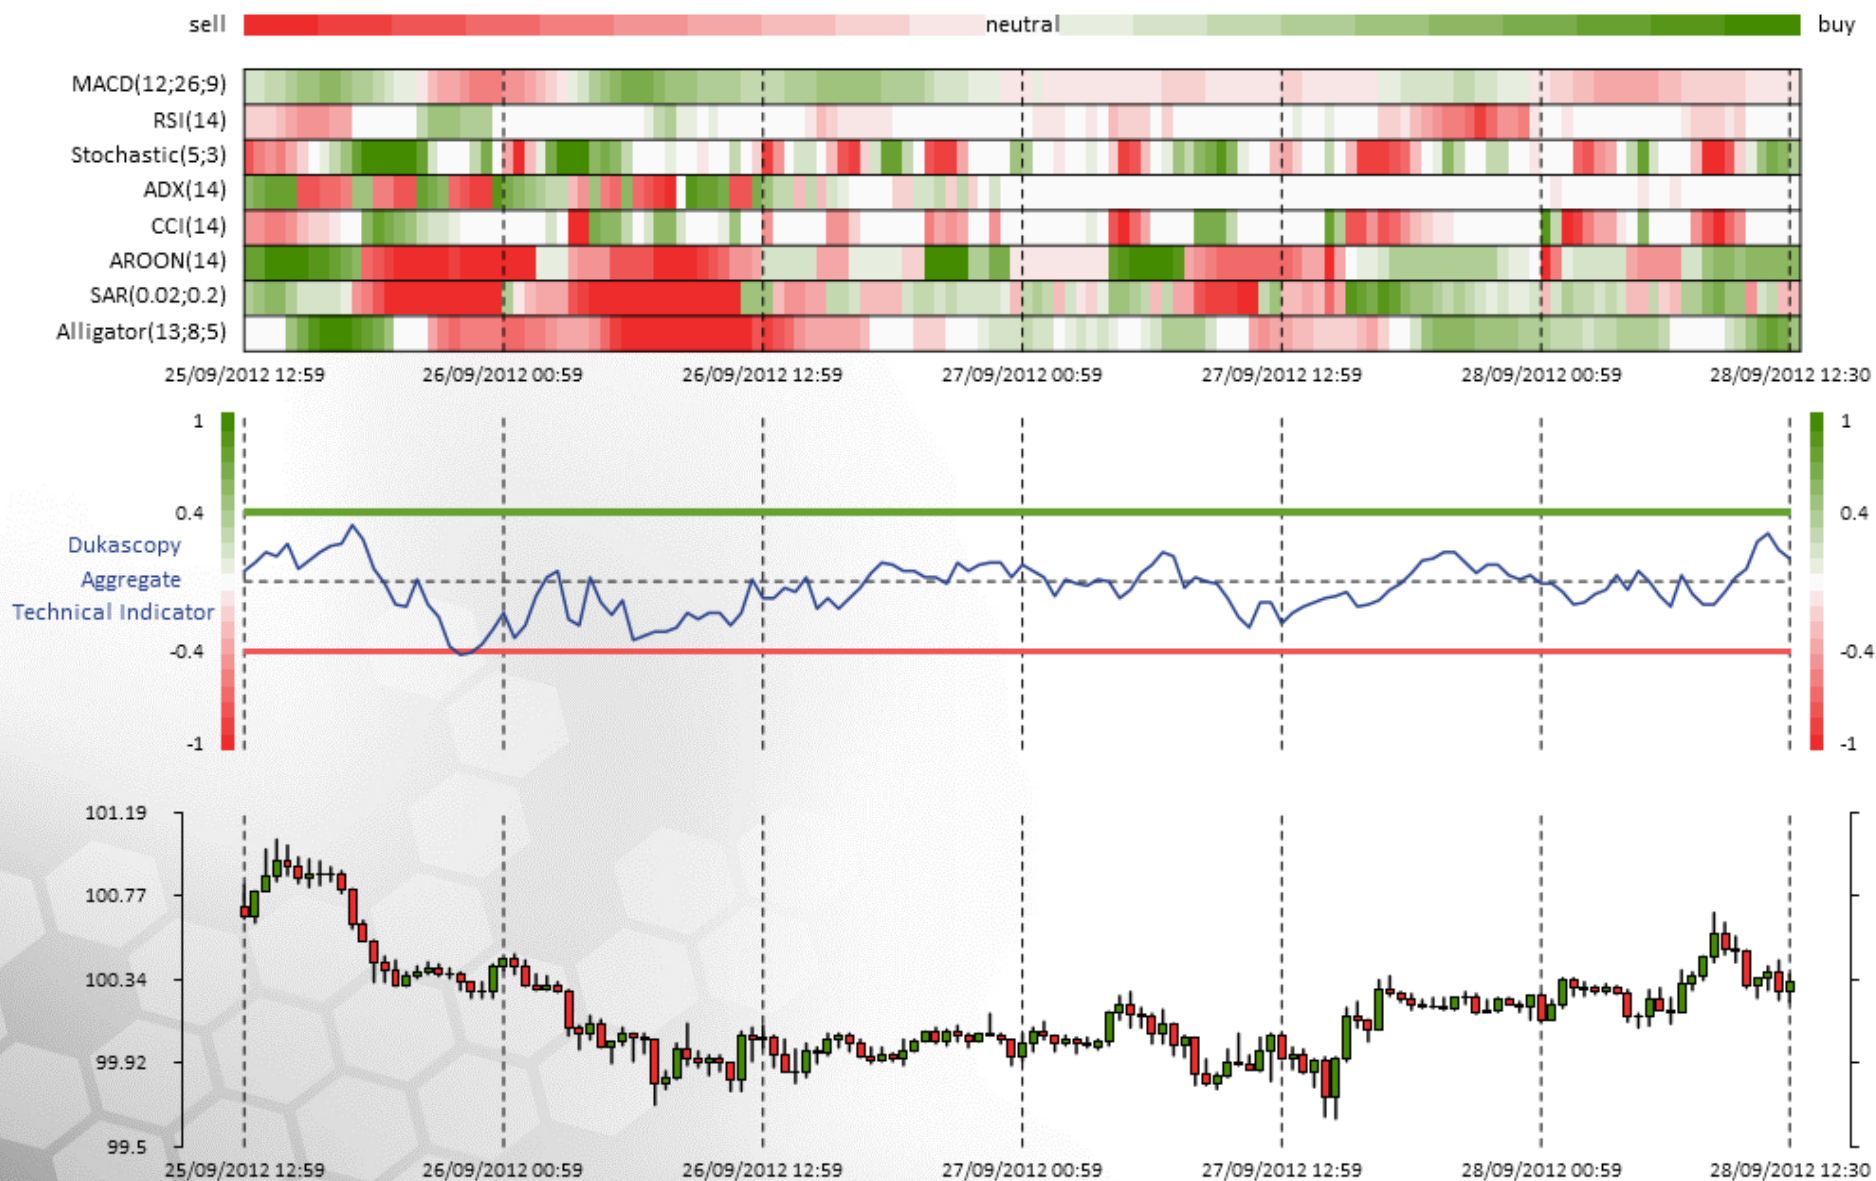 sell neutral buy
MACD(12;26;9)
RSI(14)
Stochastic(5;3)
ADX(14)
CCI(14)
AROON(14)
SAR(0.02;0.2)
Alligator(13;8;5)
25/09/2012 12:59 26/09/2012 00:59 26/09/2012 12:59 27/09/2012 00:59 27/09/2012 12:59 28/09/2012 00:59 28/09/2012 12:30
1 1
0.4 0.4
Dukascopy
Aggregate
Technical Indicator
-0.4 -0.4
-1 -1
101.19
100.77
100.34
99.92
99.5
25/09/2012 12:59 26/09/2012 00:59 26/09/2012 12:59 27/09/2012 00:59 27/09/2012 12:59 28/09/2012 00:59 28/09/2012 12:30